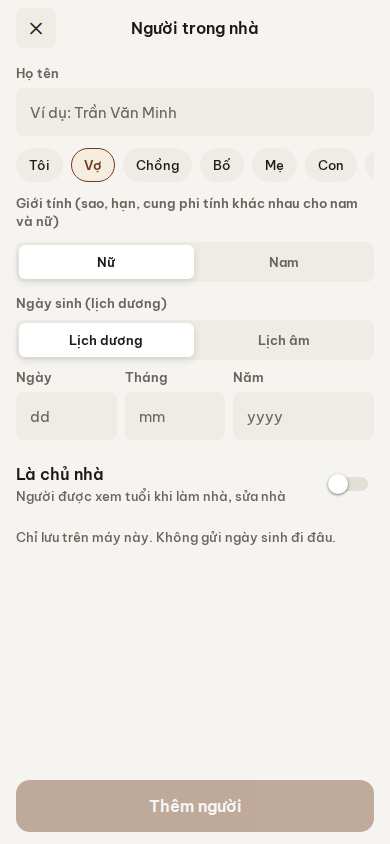 Người trong nhà
Họ tên
Ví dụ: Trần Văn Minh
Tôi
Vợ
Chồng
Bố
Mẹ
Con
Giới tính (sao, hạn, cung phi tính khác nhau cho nam
và nữ)
Nữ
Nam
Ngày sinh (lịch dương)
Lịch dương
Lịch âm
Ngày
Tháng
Năm
dd
mm
yyyy
Là chủ nhà
Người được xem tuổi khi làm nhà, sửa nhà
Chỉ lưu trên máy này. Không gửi ngày sinh đi đâu.
Thêm người